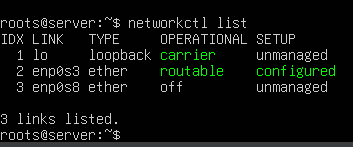 roots@server:~$ networkctl list
IDX LINK   TYPE     OPERATIONAL SETUP
  1 lo     loopback carrier     unmanaged
  2 enp0s3 ether    routable    configured
  3 enp0s8 ether    off         unmanaged

3 links listed.
roots@server:~$